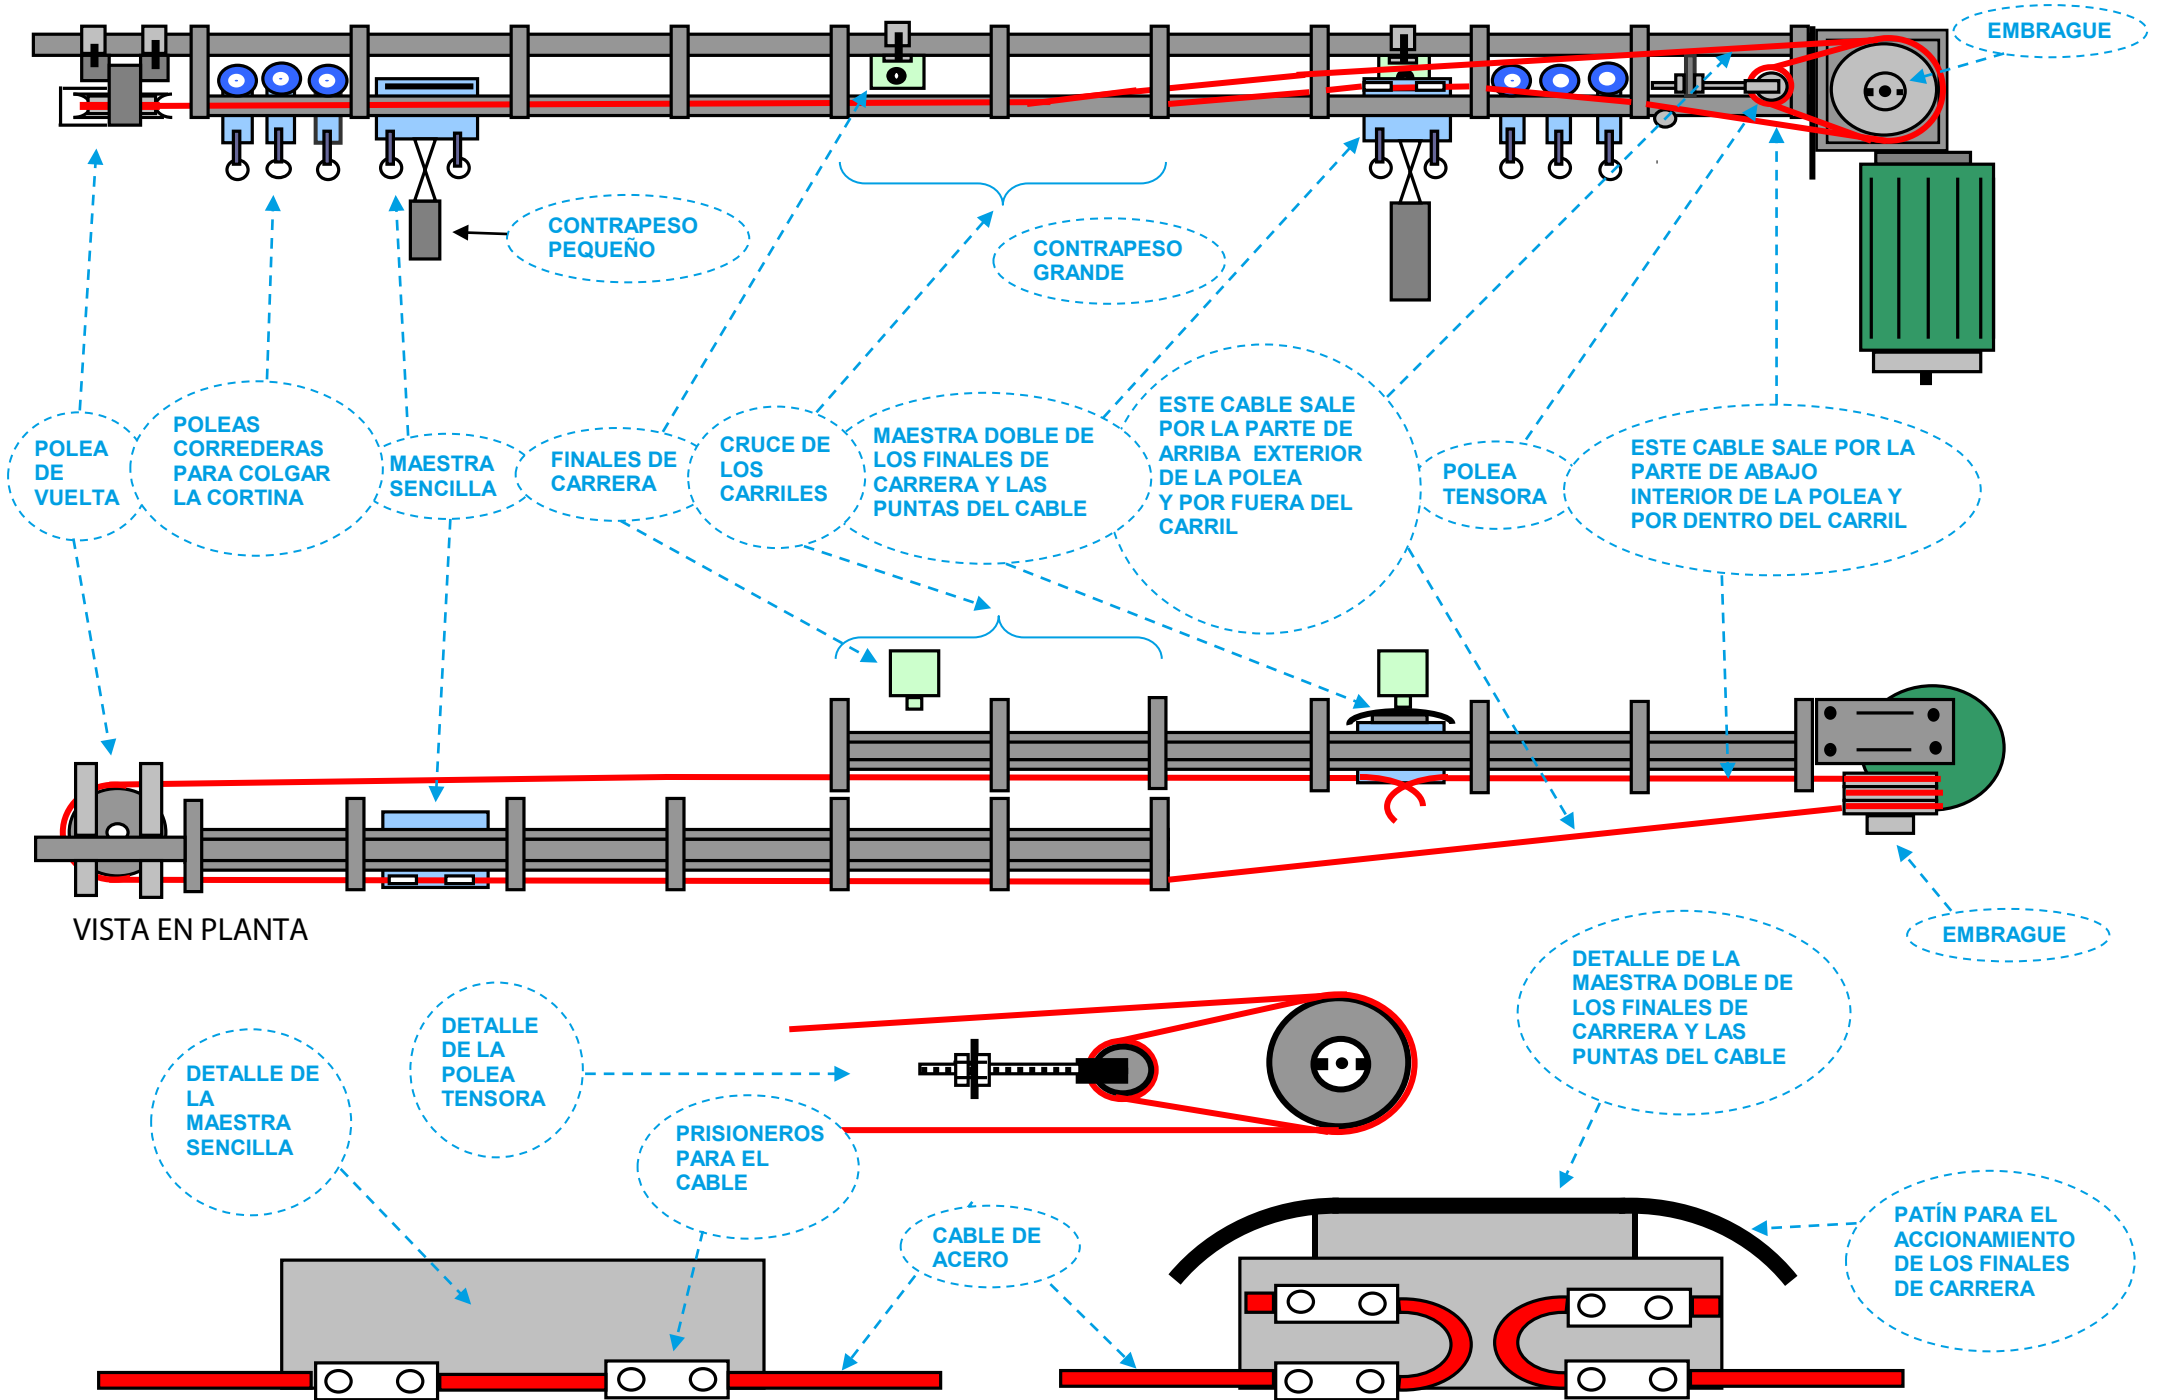 EMBRAGUE
CONTRAPESO
PEQUEÑO
CONTRAPESO
GRANDE
POLEA
DE
VUELTA
POLEAS
CORREDERAS
PARA COLGAR
LA CORTINA
MAESTRA
SENCILLA
FINALES DE
CARRERA
CRUCE DE
LOS
CARRILES
MAESTRA DOBLE DE
LOS FINALES DE
CARRERA Y LAS
PUNTAS DEL CABLE
ESTE CABLE SALE
POR LA PARTE DE
ARRIBA EXTERIOR
DE LA POLEA
Y POR FUERA DEL
CARRIL
POLEA
TENSORA
ESTE CABLE SALE POR LA
PARTE DE ABAJO
INTERIOR DE LA POLEA Y
POR DENTRO DEL CARRIL
VISTA EN PLANTA
EMBRAGUE
DETALLE DE
LA
MAESTRA
SENCILLA
DETALLE
DE LA
POLEA
TENSORA
PRISIONEROS
PARA EL
CABLE
CABLE DE
ACERO
DETALLE DE LA
MAESTRA DOBLE DE
LOS FINALES DE
CARRERA Y LAS
PUNTAS DEL CABLE
PATÍN PARA EL
ACCIONAMIENTO
DE LOS FINALES
DE CARRERA